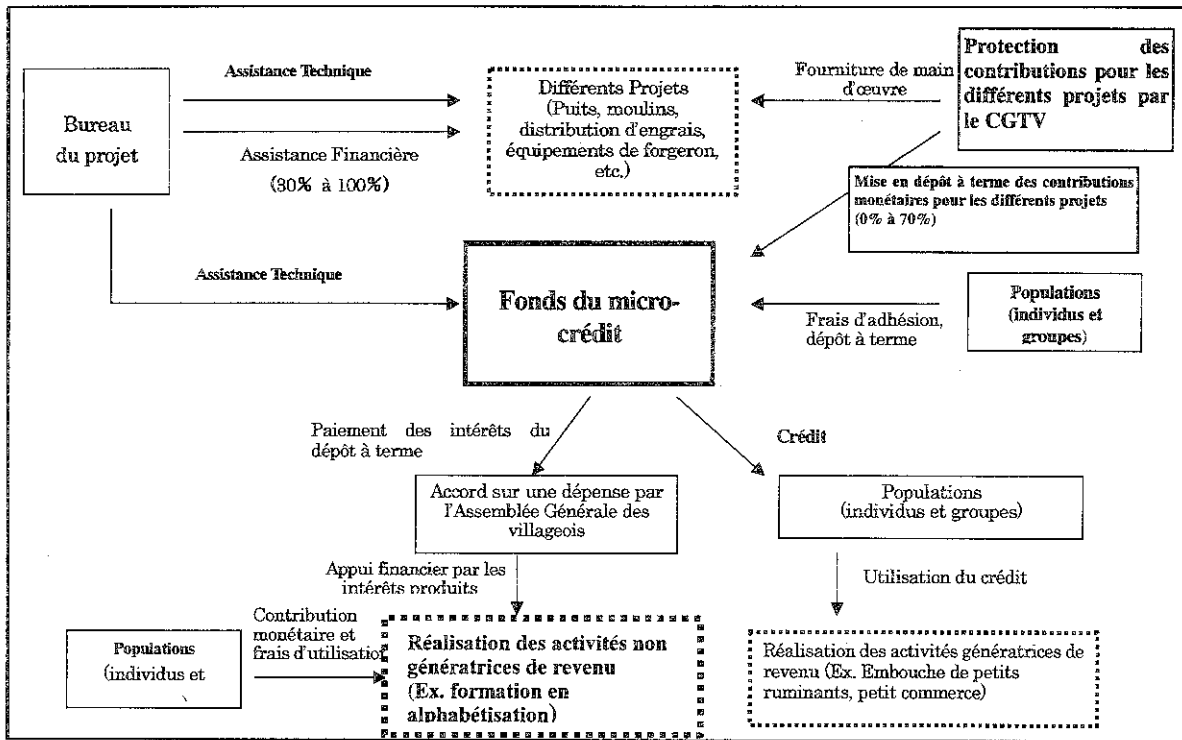 Bureau
du projet
Assistance Technique
Assistance Financière
(30% à 100%)
Différents Projets
(Puits, moulins,
distribution d'engrais,
équipements de forgeron,
etc.)
Fourniture de main
d'œuvre
Protection des
contributions pour les
différents projets par
le CGTV
Mise en dépôt à terme des contributions
monétaires pour les différents projets
(0% à 70%)
Assistance Technique
Fonds du micro-
crédit
Frais d'adhésion,
dépôt à terme
Populations
(individus et
groupes)
Paiement des intérêts du
dépôt à terme
Crédit
Accord sur une dépense par
l'Assemblée Générale des
villageois
Populations
(individus et groupes)
Appui financier par les
intérêts produits
Utilisation du crédit
Populations
(individus et
Contribution
monétaire et
frais d'utilisation
Réalisation des activités non
génératrices de revenu
(Ex. formation en
alphabétisation)
Réalisation des activités génératrices de
revenu (Ex. Embouche de petits
ruminants, petit commerce)